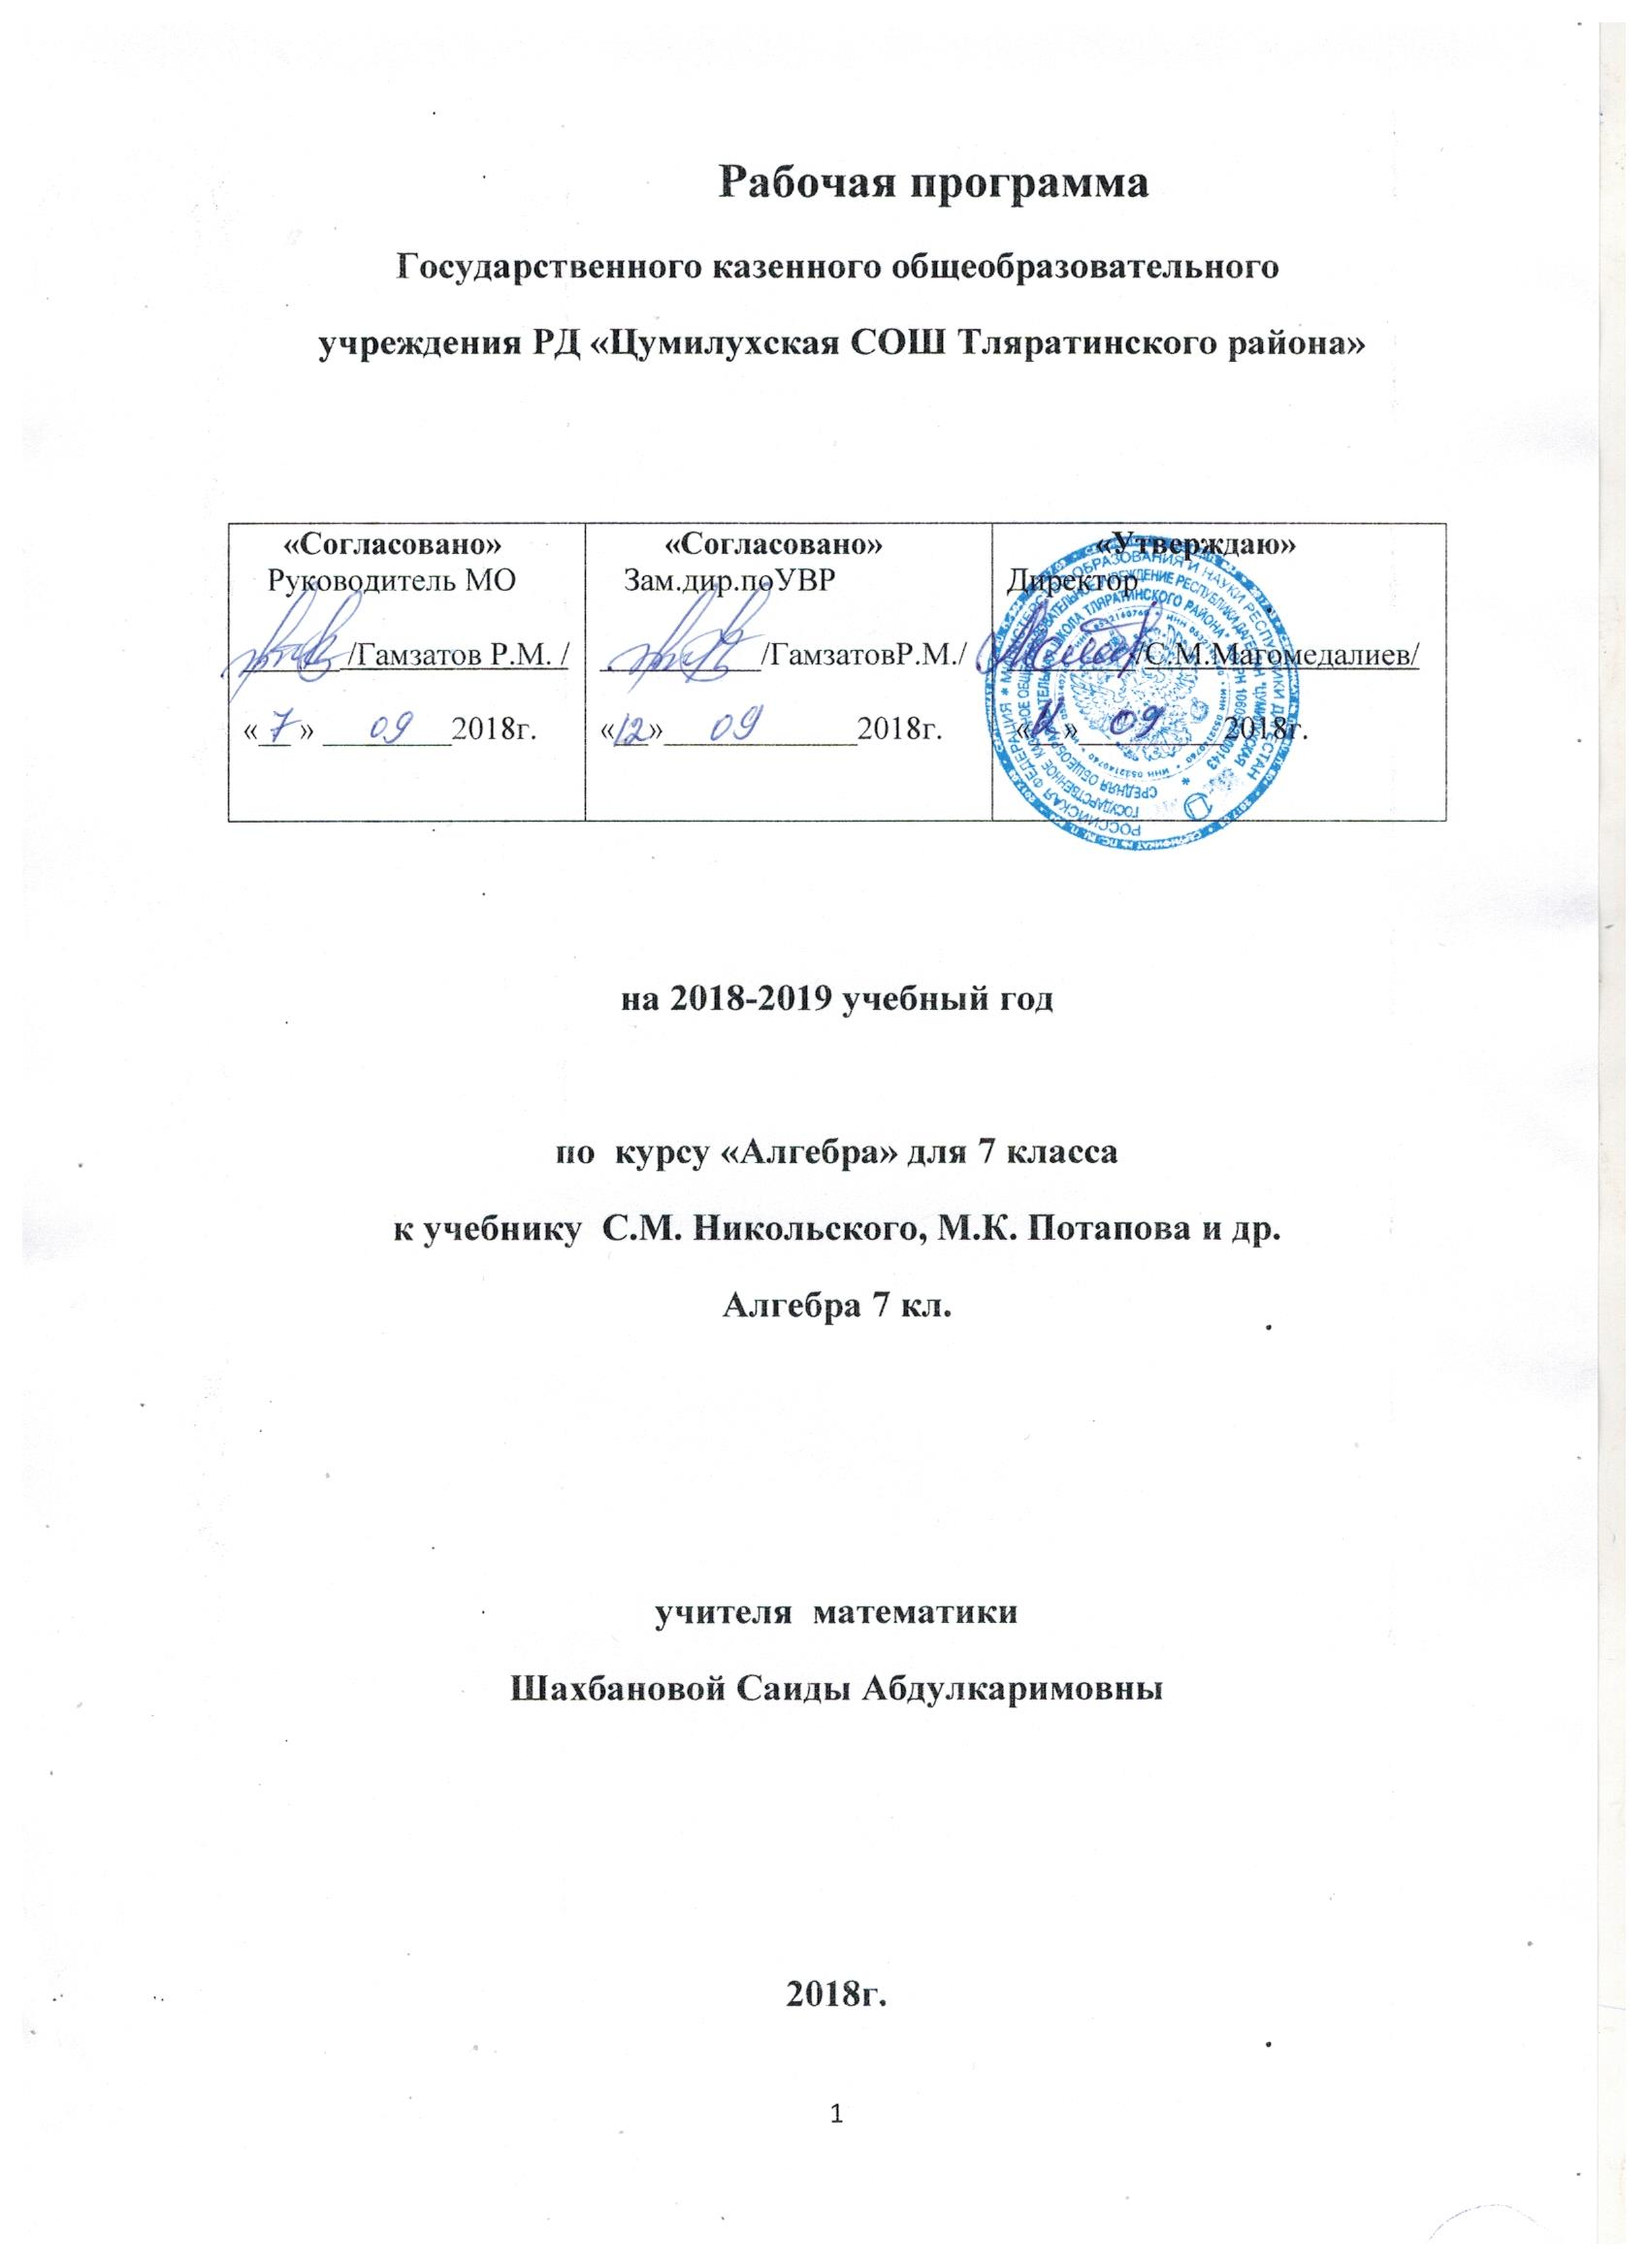 Рабочая программа
Государственного казенного общеобразовательного
учреждения РД «Цумилухская СОШ Тляратинского района»
«Согласовано»
Руководитель МО
/Гамзатов Р.М. /
«7» 09 2018г.
«Согласовано»
Зам.дир.поУВР
/ГамзатовР.М./
«12» 09 2018г.
«Утверждаю»
Директор
/С.М.Магомедалиев/
« » 09 2018г.
на 2018-2019 учебный год
по курсу «Алгебра» для 7 класса
к учебнику С.М. Никольского, М.К. Потапова и др.
Алгебра 7 кл.
учителя математики
Шахбановой Саиды Абдулкаримовны
2018г.
1